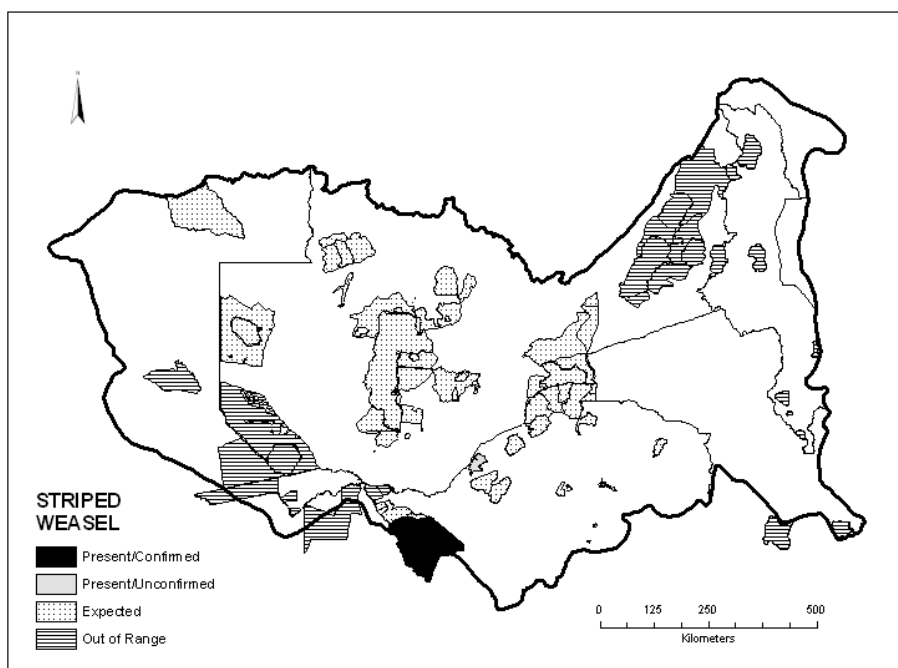 STRIPED
WEASEL
Present/Confirmed
Present/Unconfirmed
Expected
Out of Range
0 125 250 500
Kilometers